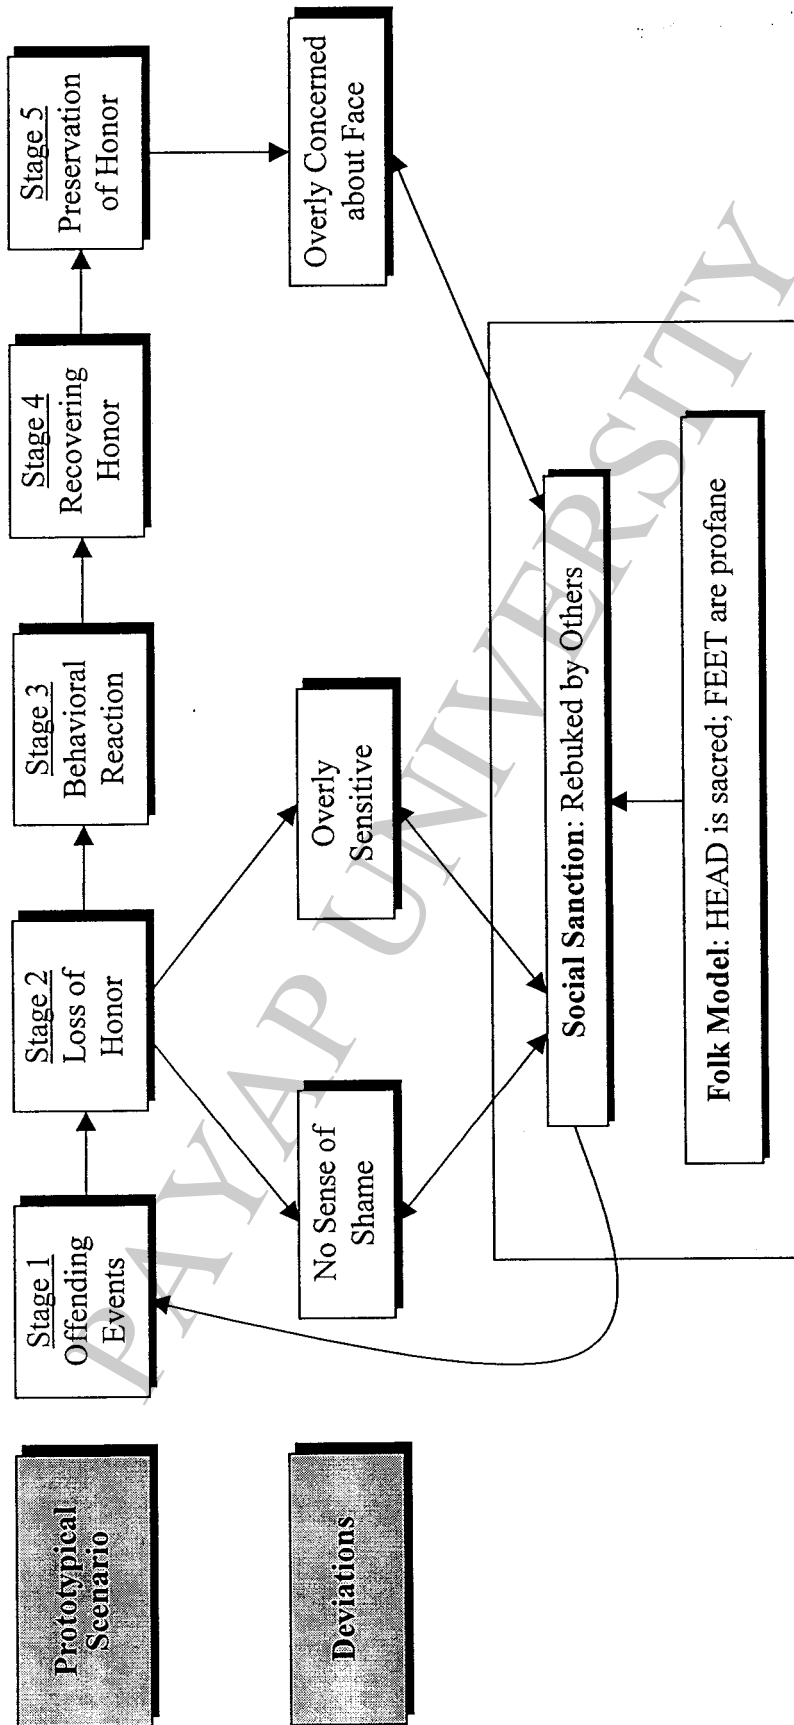 Prototypical
Scenario
Stage 1
Offending
Events
Stage 2
Loss of
Honor
Stage 3
Behavioral
Reaction
Stage 4
Recovering
Honor
Stage 5
Preservation
of Honor
Deviations
No Sense of
Shame
Overly
Sensitive
Overly Concerned
about Face
Social Sanction: Rebuked by Others
Folk Model: HEAD is sacred; FEET are profane
PAYAP UNIVERSITY